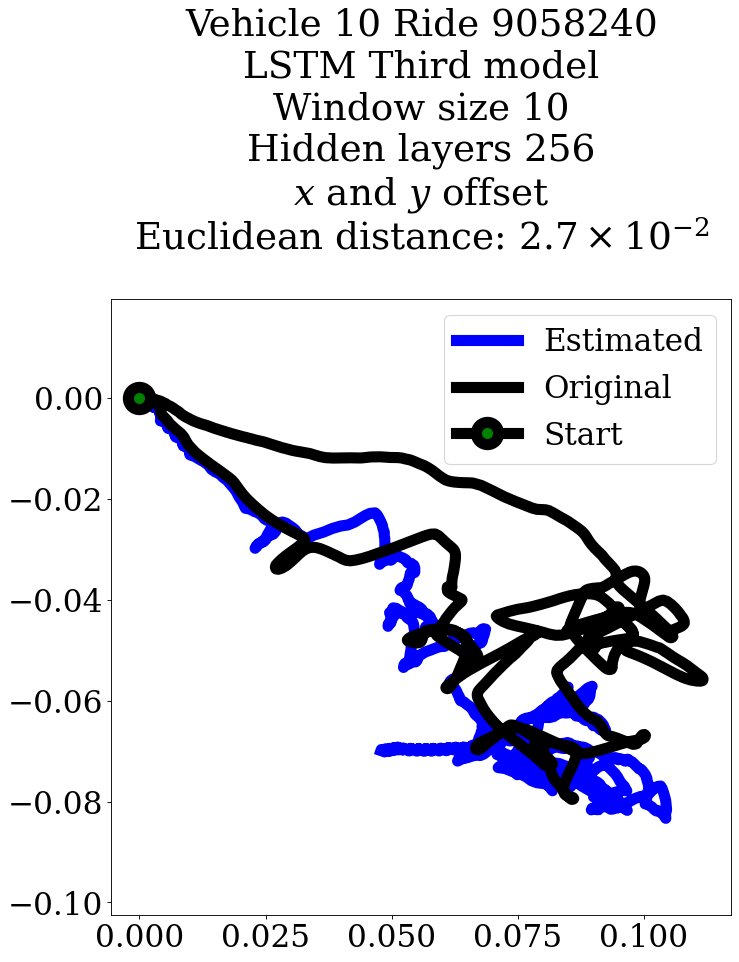 Vehicle 10 Ride 9058240
LSTM Third model
Window size 10
Hidden layers 256
x and y offset
Euclidean distance: 2.7 × 10⁻²
Estimated
Original
Start
0.00
−0.02
−0.04
−0.06
−0.08
−0.10
0.000 0.025 0.050 0.075 0.100